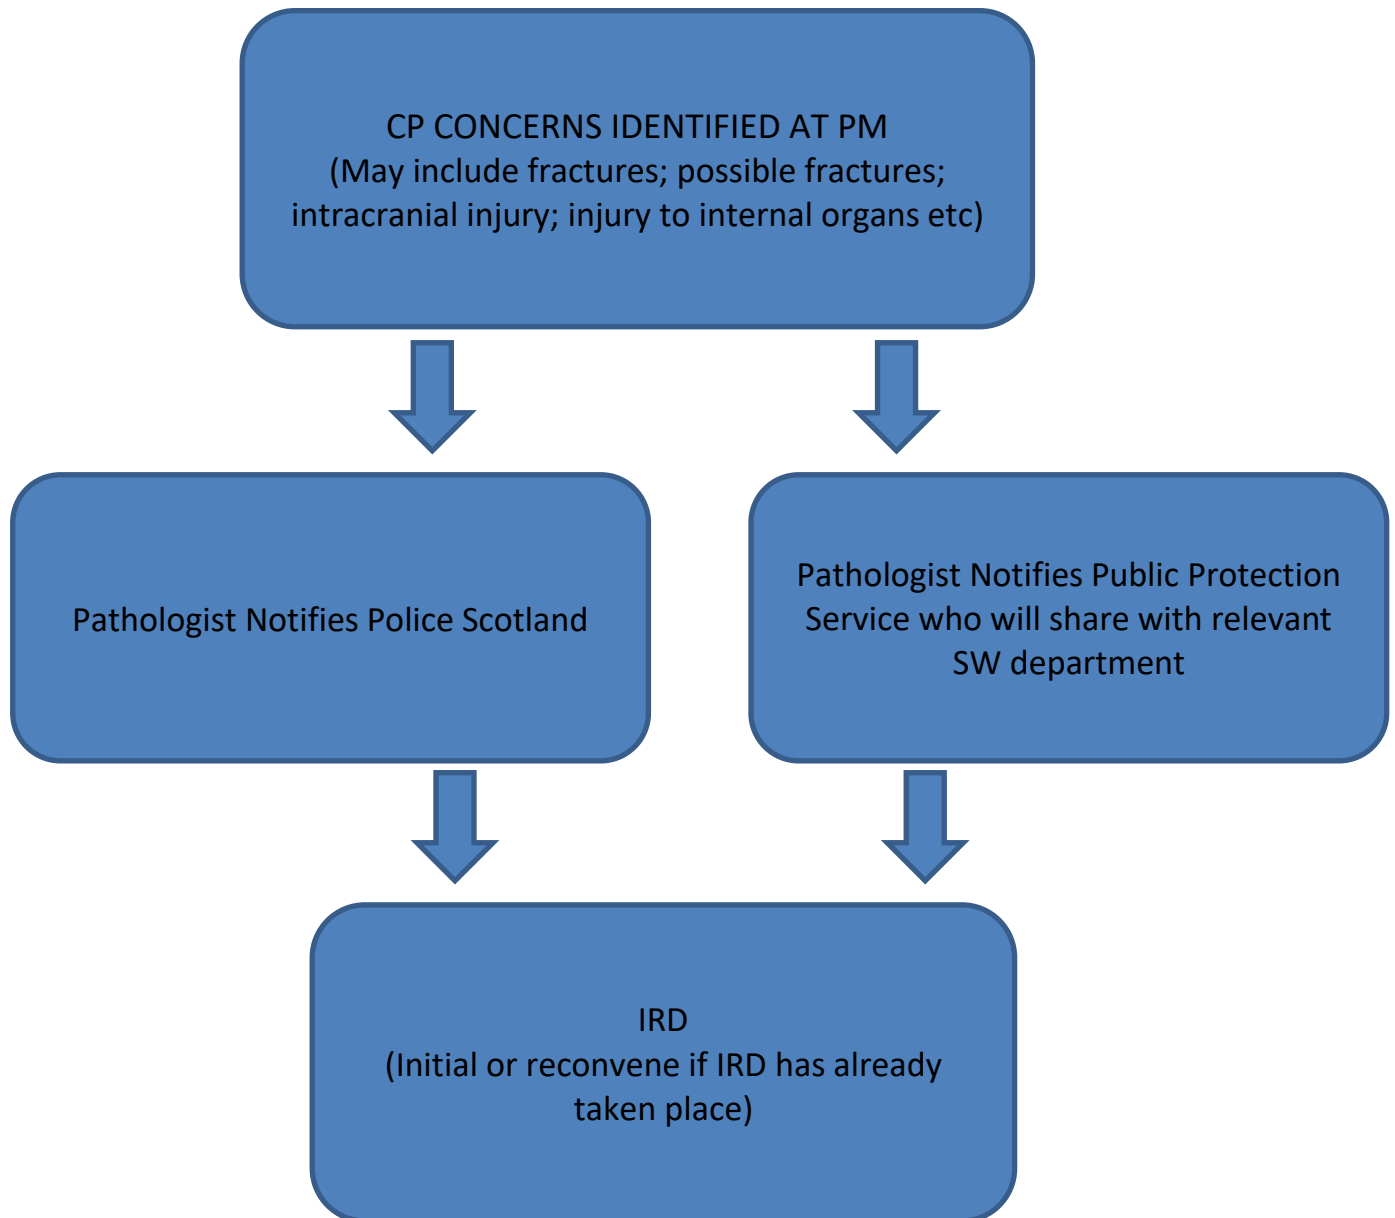 CP CONCERNS IDENTIFIED AT PM
(May include fractures; possible fractures;
intracranial injury; injury to internal organs etc)
Pathologist Notifies Police Scotland
Pathologist Notifies Public Protection
Service who will share with relevant
SW department
IRD
(Initial or reconvene if IRD has already
taken place)